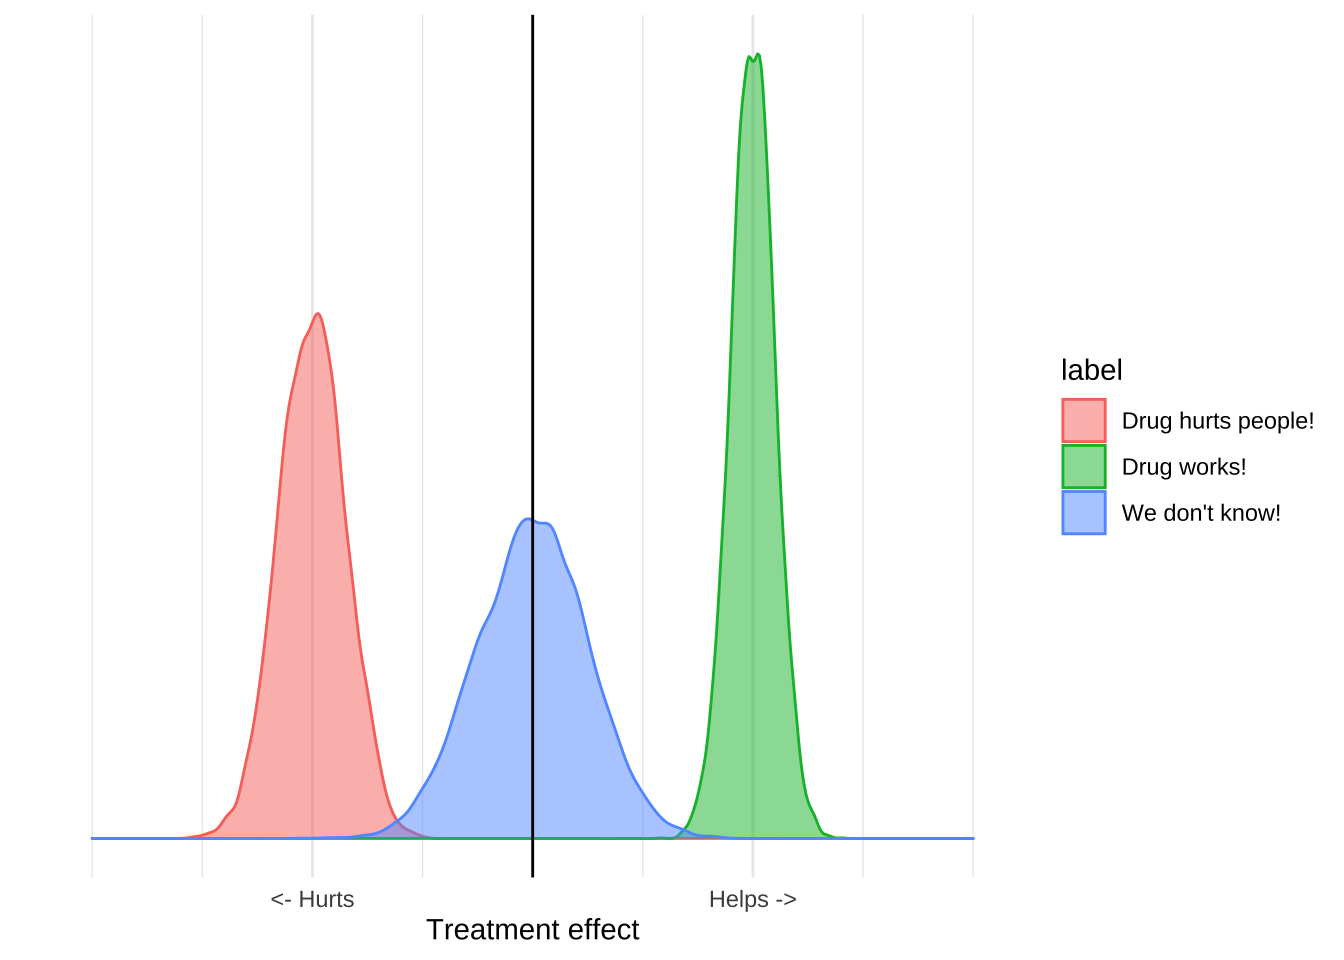 label
Drug hurts people!
Drug works!
We don't know!
<- Hurts
Helps ->
Treatment effect